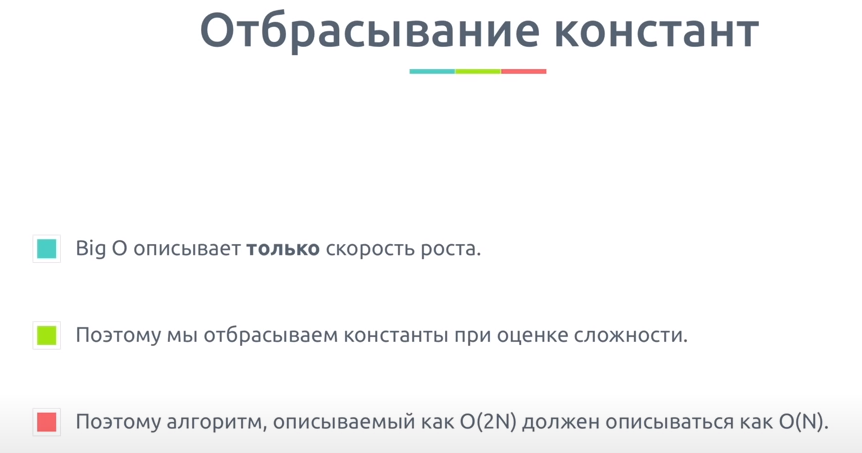 Отбрасывание констант
Big O описывает только скорость роста.
Поэтому мы отбрасываем константы при оценке сложности.
Поэтому алгоритм, описываемый как O(2N) должен описываться как O(N).